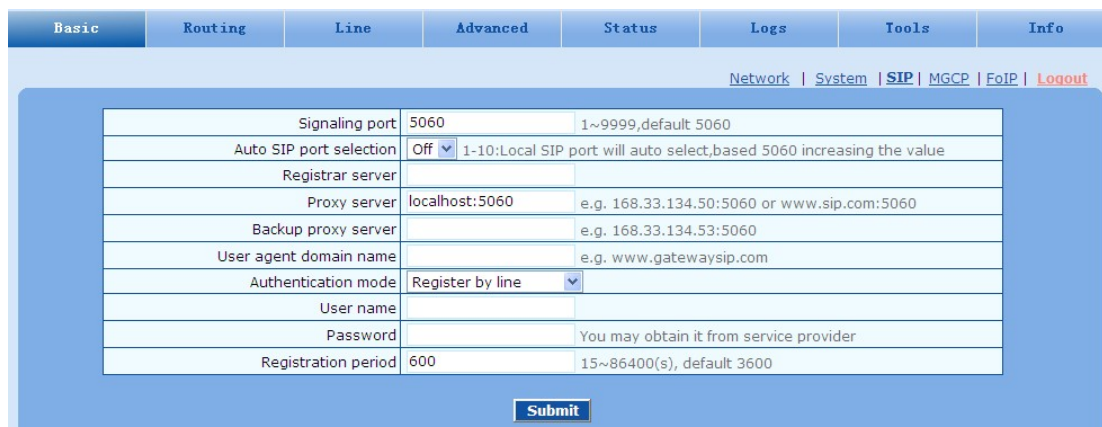 Basic Routing Line Advanced Status Logs Tools Info
Network | System | SIP | MGCP | FoIP | Logout
Signaling port 5060 1~9999,default 5060
Auto SIP port selection Off 1-10:Local SIP port will auto select,based 5060 increasing the value
Registrar server
Proxy server localhost:5060 e.g. 168.33.134.50:5060 or www.sip.com:5060
Backup proxy server e.g. 168.33.134.53:5060
User agent domain name e.g. www.gatewaysip.com
Authentication mode Register by line
User name
Password You may obtain it from service provider
Registration period 600 15~86400(s), default 3600
Submit